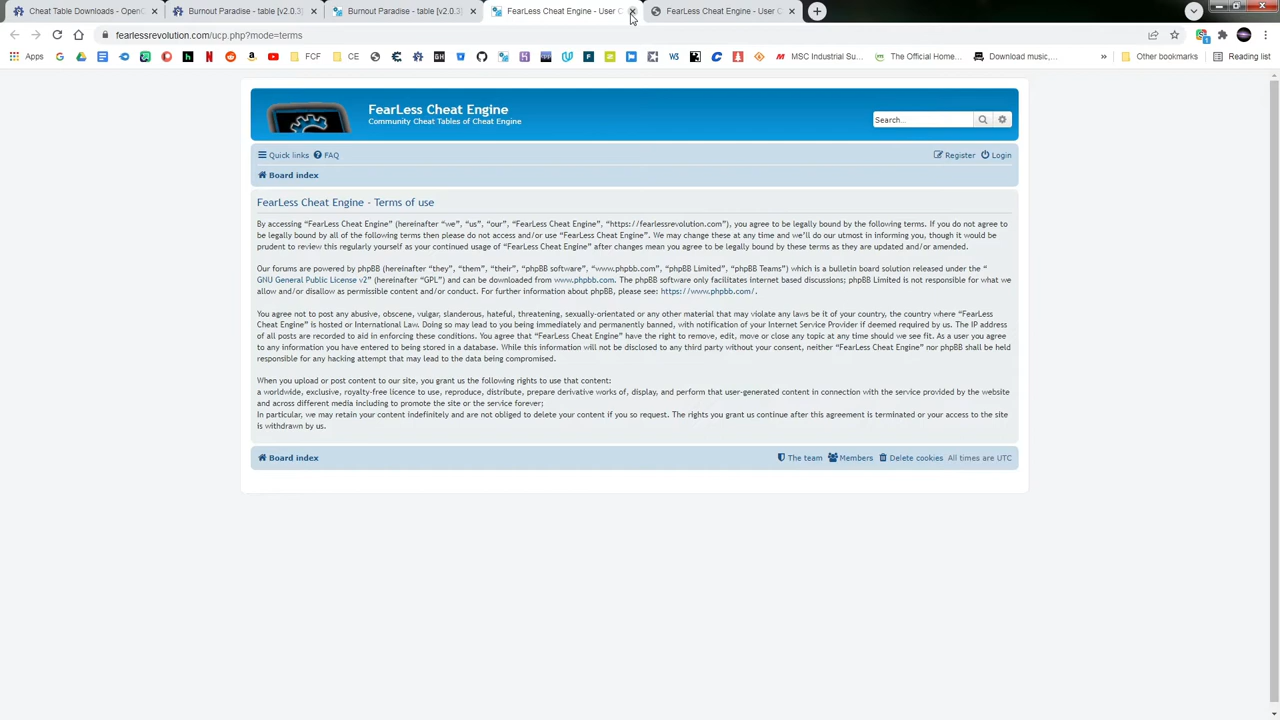 Cheat Table Downloads - OpenC
Burnout Paradise - table [v2.0.3]
Burnout Paradise - table [v2.0.3]
FearLess Cheat Engine - User C
FearLess Cheat Engine - User C
fearlessrevolution.com/ucp.php?mode=terms
Apps
FCF
CE
MSC Industrial Su...
The Official Home...
Download music,...
»
Other bookmarks
Reading list
FearLess Cheat Engine
Community Cheat Tables of Cheat Engine
Search...
Quick links
FAQ
Register
Login
Board index
FearLess Cheat Engine - Terms of use
By accessing “FearLess Cheat Engine” (hereinafter “we”, “us”, “our”, “FearLess Cheat Engine”, “https://fearlessrevolution.com”), you agree to be legally bound by the following terms. If you do not agree to
be legally bound by all of the following terms then please do not access and/or use “FearLess Cheat Engine”. We may change these at any time and we’ll do our utmost in informing you, though it would be
prudent to review this regularly yourself as your continued usage of “FearLess Cheat Engine” after changes mean you agree to be legally bound by these terms as they are updated and/or amended.
Our forums are powered by phpBB (hereinafter “they”, “them”, “their”, “phpBB software”, “www.phpbb.com”, “phpBB Limited”, “phpBB Teams”) which is a bulletin board solution released under the “
GNU General Public License v2” (hereinafter “GPL”) and can be downloaded from www.phpbb.com. The phpBB software only facilitates internet based discussions; phpBB Limited is not responsible for what we
allow and/or disallow as permissible content and/or conduct. For further information about phpBB, please see: https://www.phpbb.com/.
You agree not to post any abusive, obscene, vulgar, slanderous, hateful, threatening, sexually-orientated or any other material that may violate any laws be it of your country, the country where “FearLess
Cheat Engine” is hosted or International Law. Doing so may lead to you being immediately and permanently banned, with notification of your Internet Service Provider if deemed required by us. The IP address
of all posts are recorded to aid in enforcing these conditions. You agree that “FearLess Cheat Engine” have the right to remove, edit, move or close any topic at any time should we see fit. As a user you agree
to any information you have entered to being stored in a database. While this information will not be disclosed to any third party without your consent, neither “FearLess Cheat Engine” nor phpBB shall be held
responsible for any hacking attempt that may lead to the data being compromised.
When you upload or post content to our site, you grant us the following rights to use that content:
a worldwide, exclusive, royalty-free licence to use, reproduce, distribute, prepare derivative works of, display, and perform that user-generated content in connection with the service provided by the website
and across different media including to promote the site or the service forever;
In particular, we may retain your content indefinitely and are not obliged to delete your content if you so request. The rights you grant us continue after this agreement is terminated or your access to the site
is withdrawn by us.
Board index
The team
Members
Delete cookies
All times are UTC